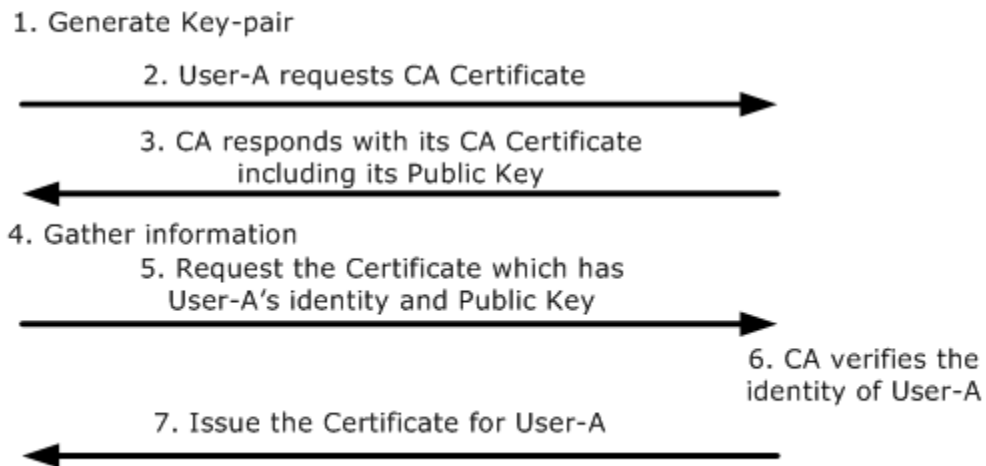 1. Generate Key-pair
2. User-A requests CA Certificate
3. CA responds with its CA Certificate
including its Public Key
4. Gather information
5. Request the Certificate which has
User-A's identity and Public Key
6. CA verifies the
identity of User-A
7. Issue the Certificate for User-A